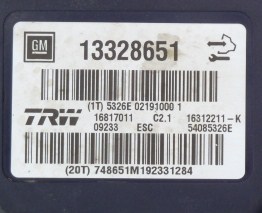 GM 13328651
(1T) 5326E 02191000 1
TRW 16817011 C2.1 16312211-K
09233 ESC 54085326E
(20T) 748651M192331284